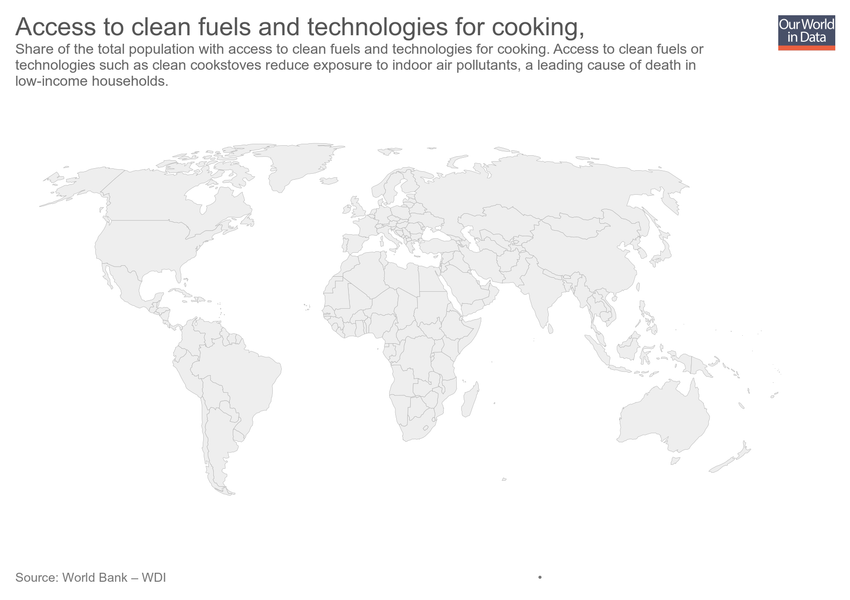 Access to clean fuels and technologies for cooking,
Our World
in Data
Share of the total population with access to clean fuels and technologies for cooking. Access to clean fuels or
technologies such as clean cookstoves reduce exposure to indoor air pollutants, a leading cause of death in
low-income households.
Source: World Bank – WDI
•